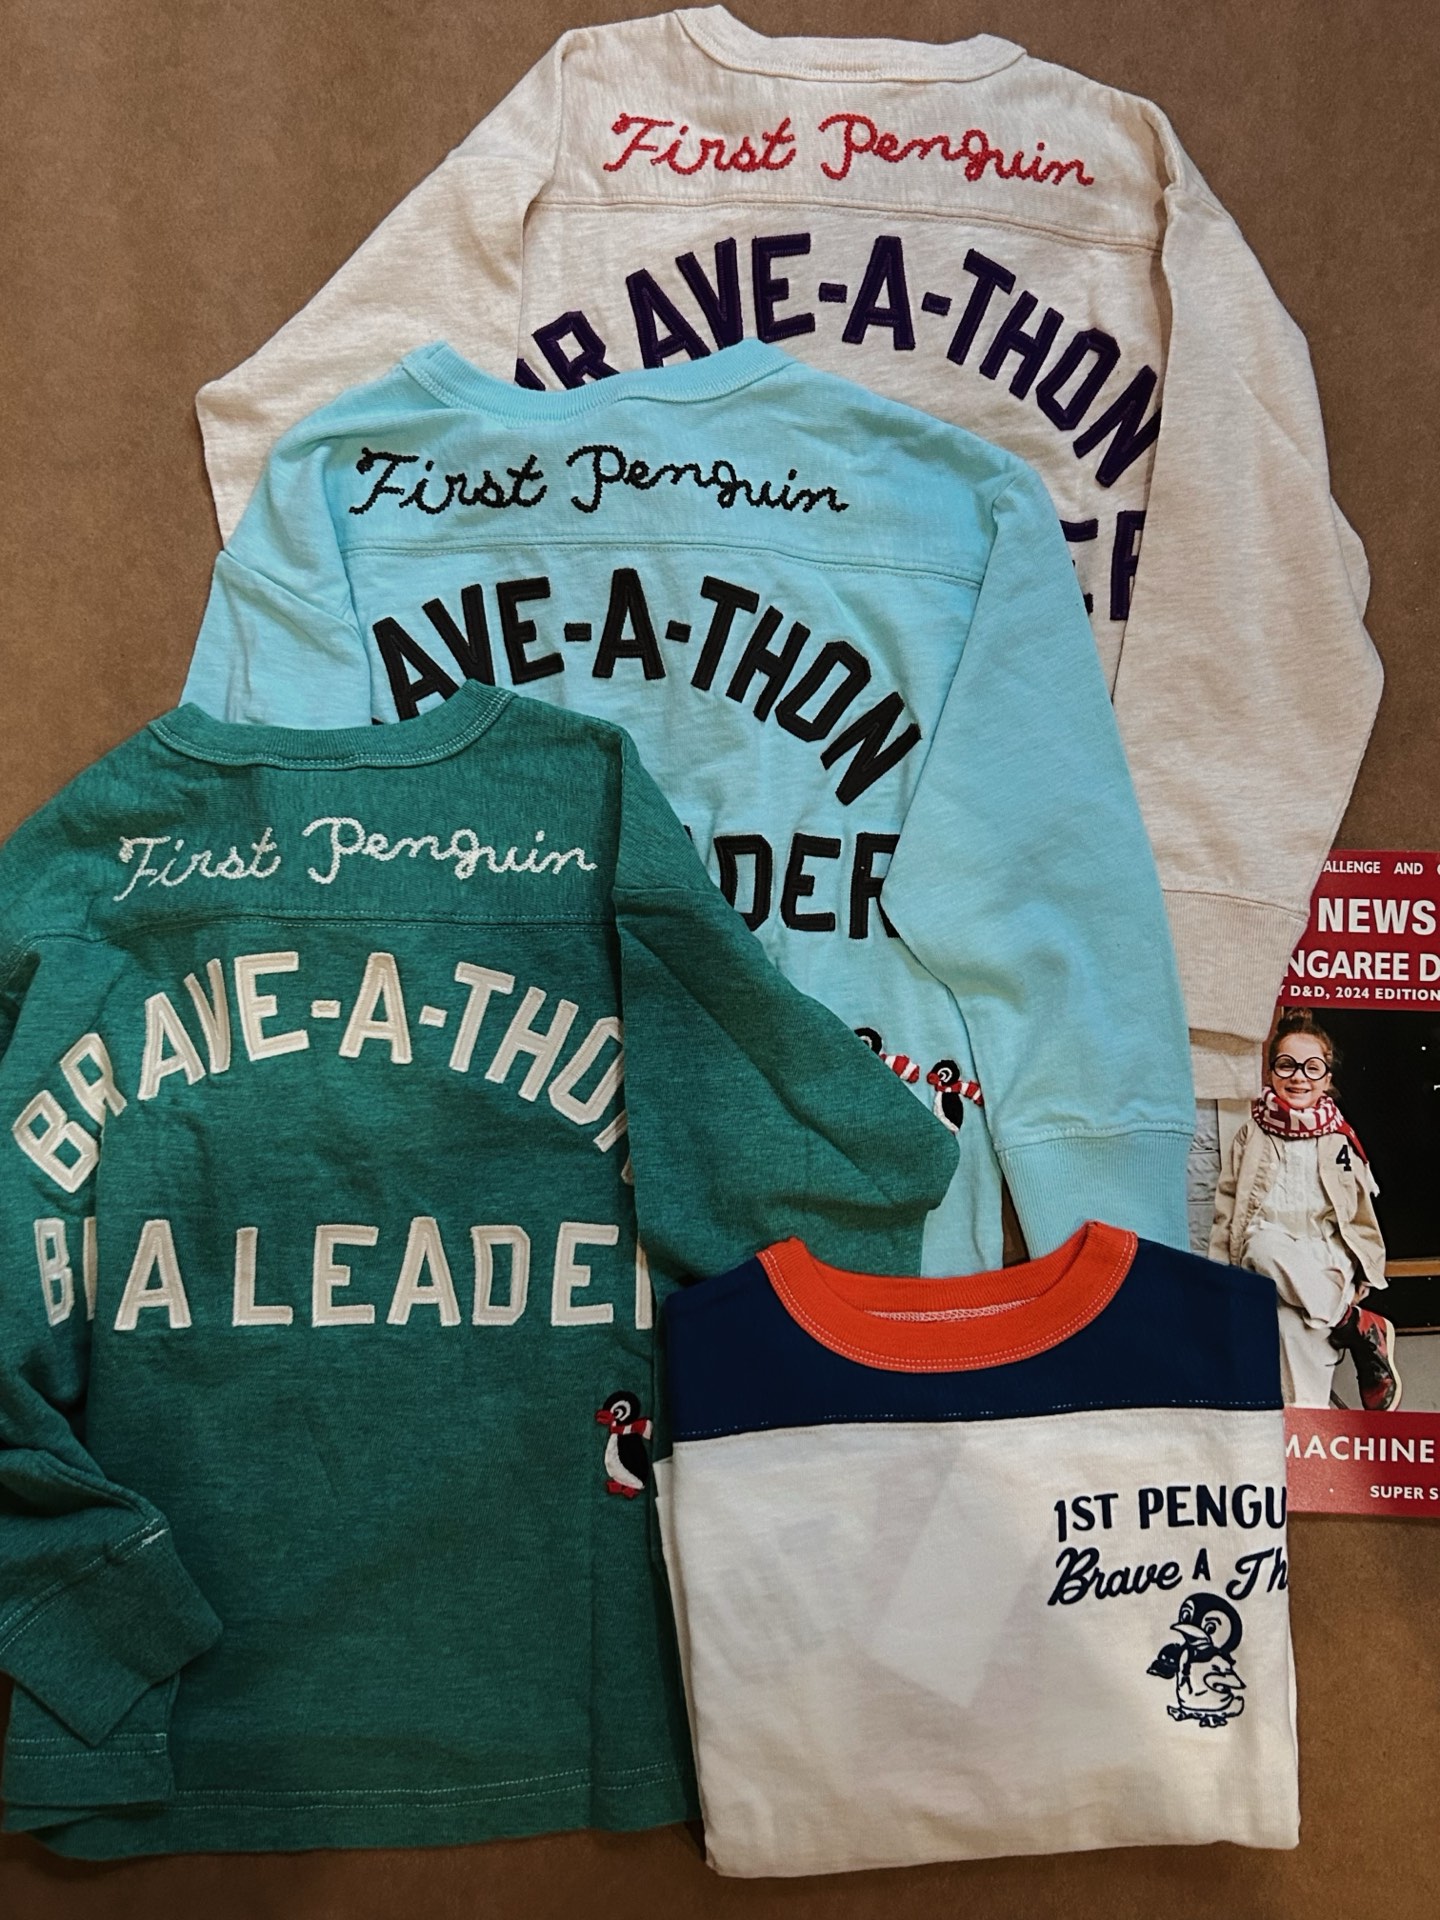 First Penguin
BRAVE-A-THON
First Penguin
AVE-A-THON
DER
First Penguin
BRAVE-A-THO
A LEADE
1ST PENGU
Brave A Th
ALLENGE AND
NEWS
NGAREE D
Y D&D, 2024 EDITION
4
MACHINE
SUPER S